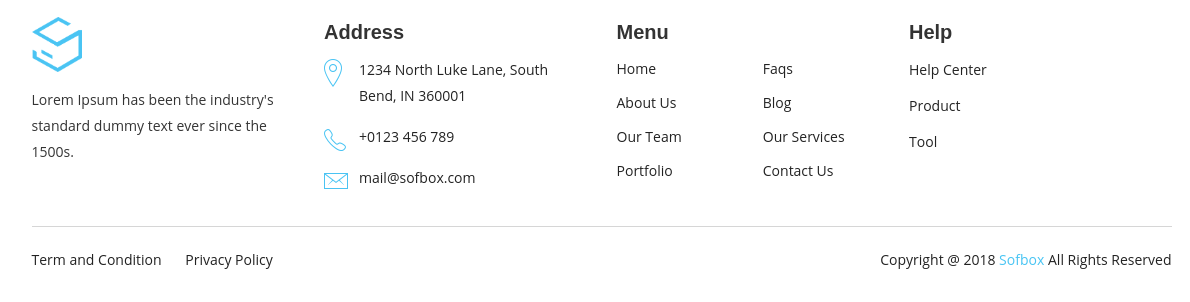 Lorem Ipsum has been the industry's
standard dummy text ever since the
1500s.
Address
1234 North Luke Lane, South
Bend, IN 360001
+0123 456 789
mail@sofbox.com
Menu
Home
About Us
Our Team
Portfolio
Faqs
Blog
Our Services
Contact Us
Help
Help Center
Product
Tool
Term and Condition
Privacy Policy
Copyright @ 2018 Sofbox All Rights Reserved